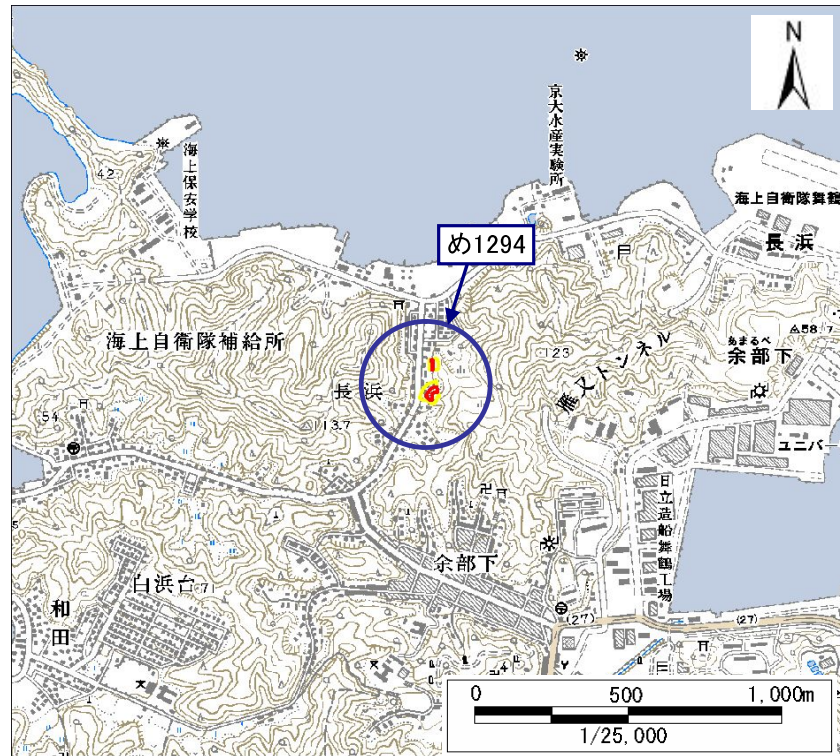 N
京大水産実験所
42
海上保安学校
海上自衛隊舞鶴
長浜
め1294
58.7
あまるべ
余部下
123
雁又トンネル
海上自衛隊補給所
長浜
54
113.7
ユニバ
日立造船舞鶴工場
余部下
白浜台
71
和田
(27)
(27)
0 500 1,000m
1/25,000